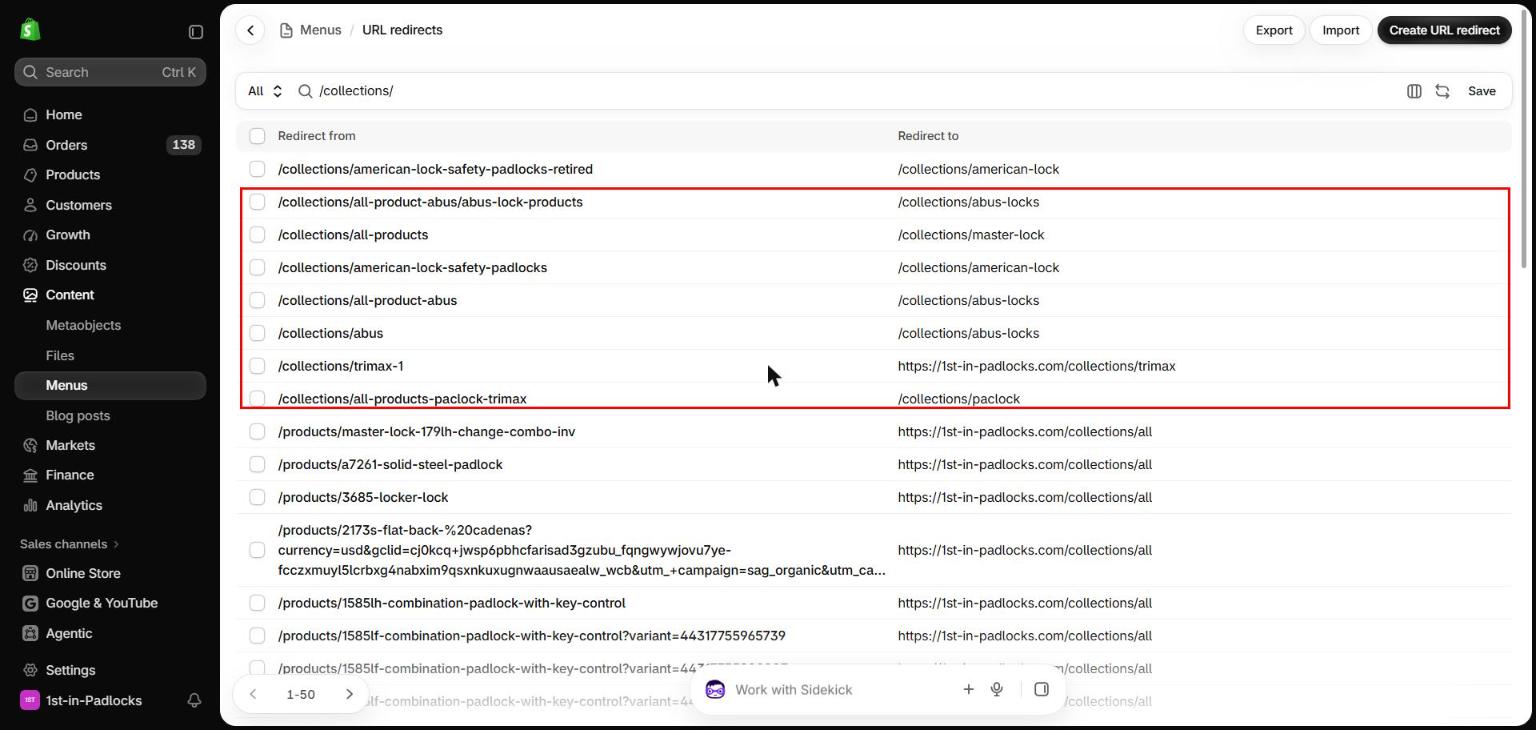 Search Ctrl K
Home
Orders 138
Products
Customers
Growth
Discounts
Content
Metaobjects
Files
Menus
Blog posts
Markets
Finance
Analytics
Sales channels
Online Store
Google & YouTube
Agentic
Settings
1ST 1st-in-Padlocks
Menus / URL redirects
Export Import Create URL redirect
All /collections/ Save
Redirect from Redirect to
/collections/american-lock-safety-padlocks-retired /collections/american-lock
/collections/all-product-abus/abus-lock-products /collections/abus-locks
/collections/all-products /collections/master-lock
/collections/american-lock-safety-padlocks /collections/american-lock
/collections/all-product-abus /collections/abus-locks
/collections/abus /collections/abus-locks
/collections/trimax-1 https://1st-in-padlocks.com/collections/trimax
/collections/all-products-paclock-trimax /collections/paclock
/products/master-lock-179lh-change-combo-inv https://1st-in-padlocks.com/collections/all
/products/a7261-solid-steel-padlock https://1st-in-padlocks.com/collections/all
/products/3685-locker-lock https://1st-in-padlocks.com/collections/all
/products/2173s-flat-back-%20cadenas?
currency=usd&gclid=cj0kcq+jwsp6pbhcfarisad3gzubu_fqngwywjovu7ye- https://1st-in-padlocks.com/collections/all
fcczxmuyl5lcrbxg4nabxim9qsxnkuxugnwaausaealw_wcb&utm_+campaign=sag_organic&utm_ca...
/products/1585lh-combination-padlock-with-key-control https://1st-in-padlocks.com/collections/all
/products/1585lf-combination-padlock-with-key-control?variant=44317755965739 https://1st-in-padlocks.com/collections/all
/products/1585lf-combination-padlock-with-key-control?
1-50
Work with Sidekick